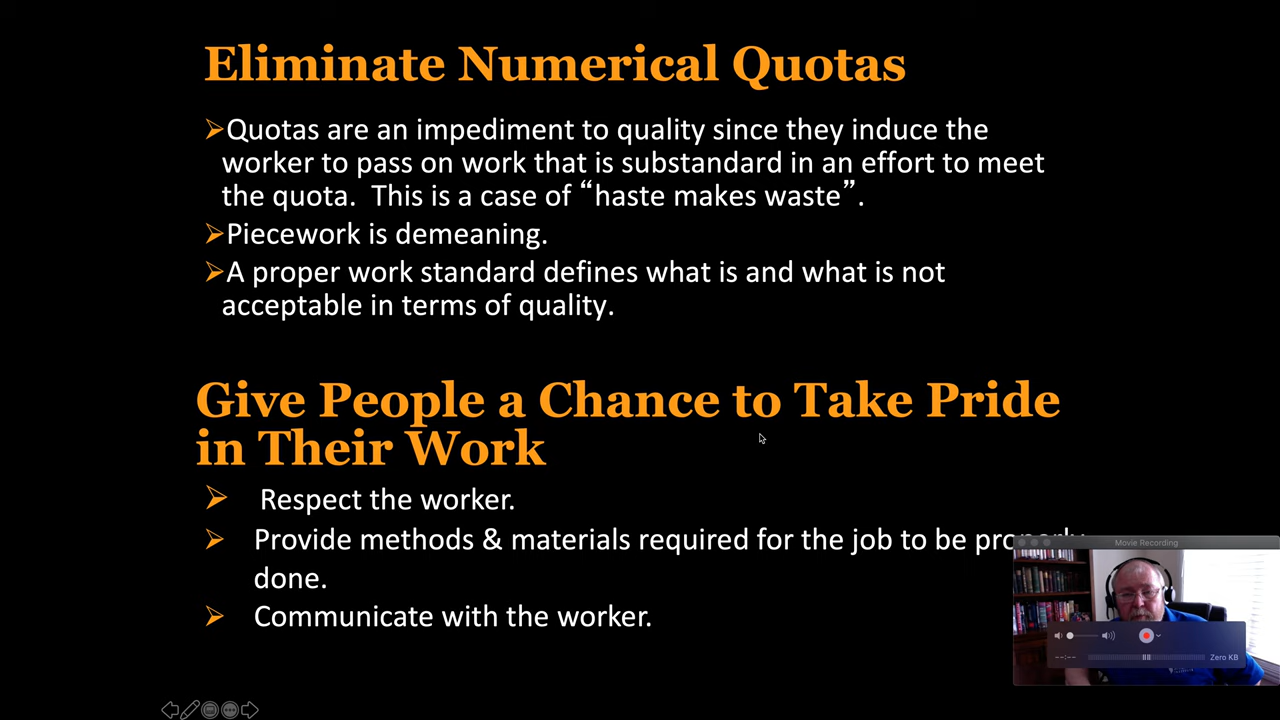 Eliminate Numerical Quotas
➢Quotas are an impediment to quality since they induce the
worker to pass on work that is substandard in an effort to meet
the quota.  This is a case of “haste makes waste”.
➢Piecework is demeaning.
➢A proper work standard defines what is and what is not
acceptable in terms of quality.
Give People a Chance to Take Pride
in Their Work
➢ Respect the worker.
➢ Provide methods & materials required for the job to be properly
done.
➢ Communicate with the worker.
Movie Recording
--:-- Zero KB